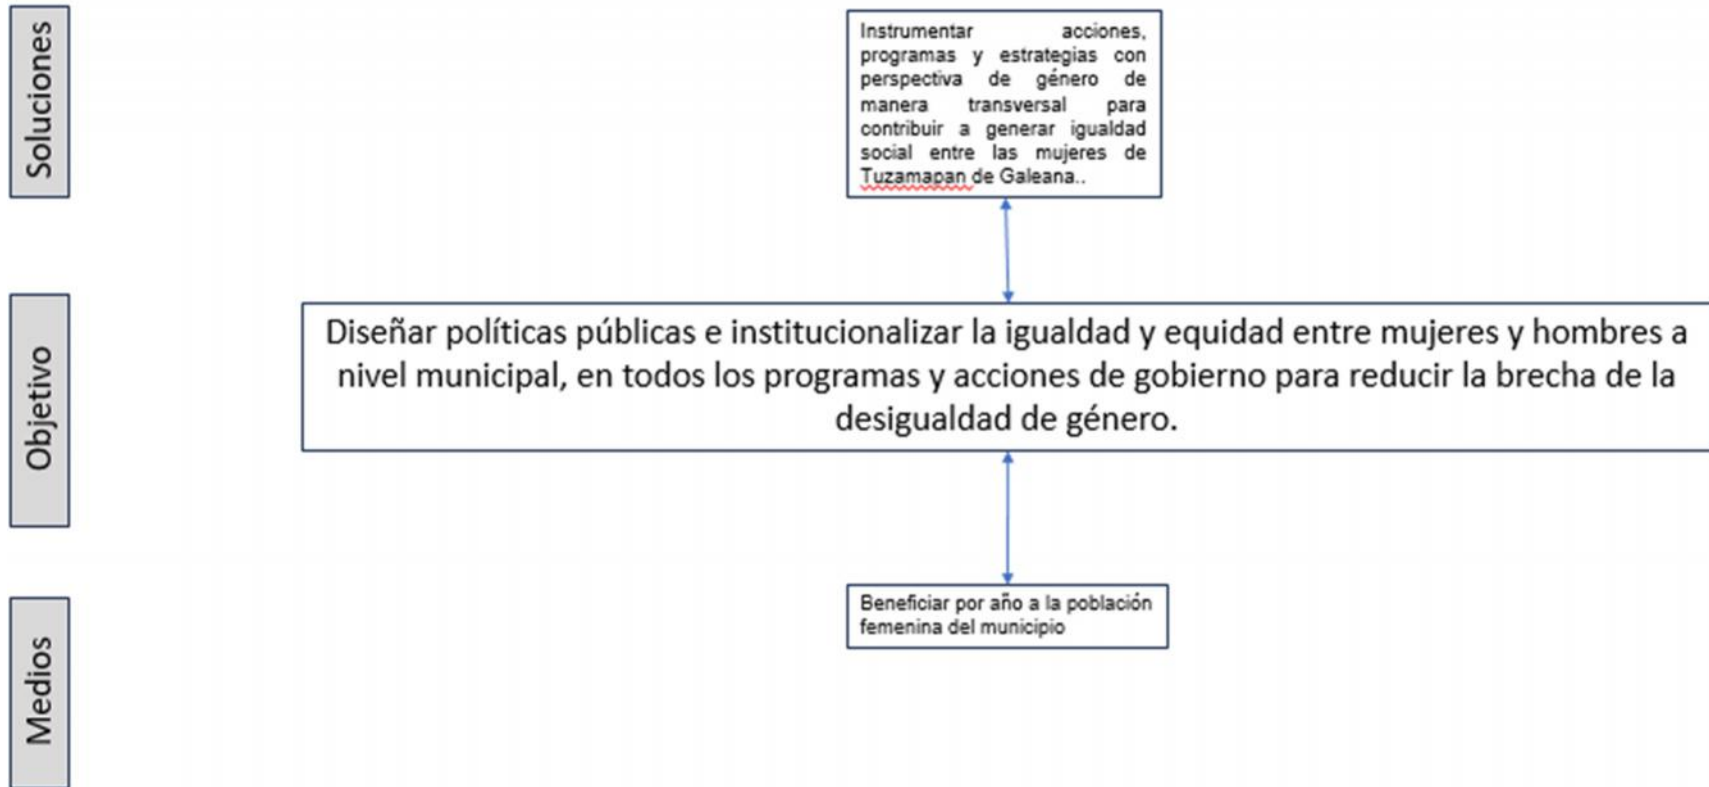 Soluciones
Instrumentar acciones,
programas y estrategias con
perspectiva de género de
manera transversal para
contribuir a generar igualdad
social entre las mujeres de
Tuzamapan de Galeana..
Objetivo
Diseñar políticas públicas e institucionalizar la igualdad y equidad entre mujeres y hombres a
nivel municipal, en todos los programas y acciones de gobierno para reducir la brecha de la
desigualdad de género.
Medios
Beneficiar por año a la población
femenina del municipio